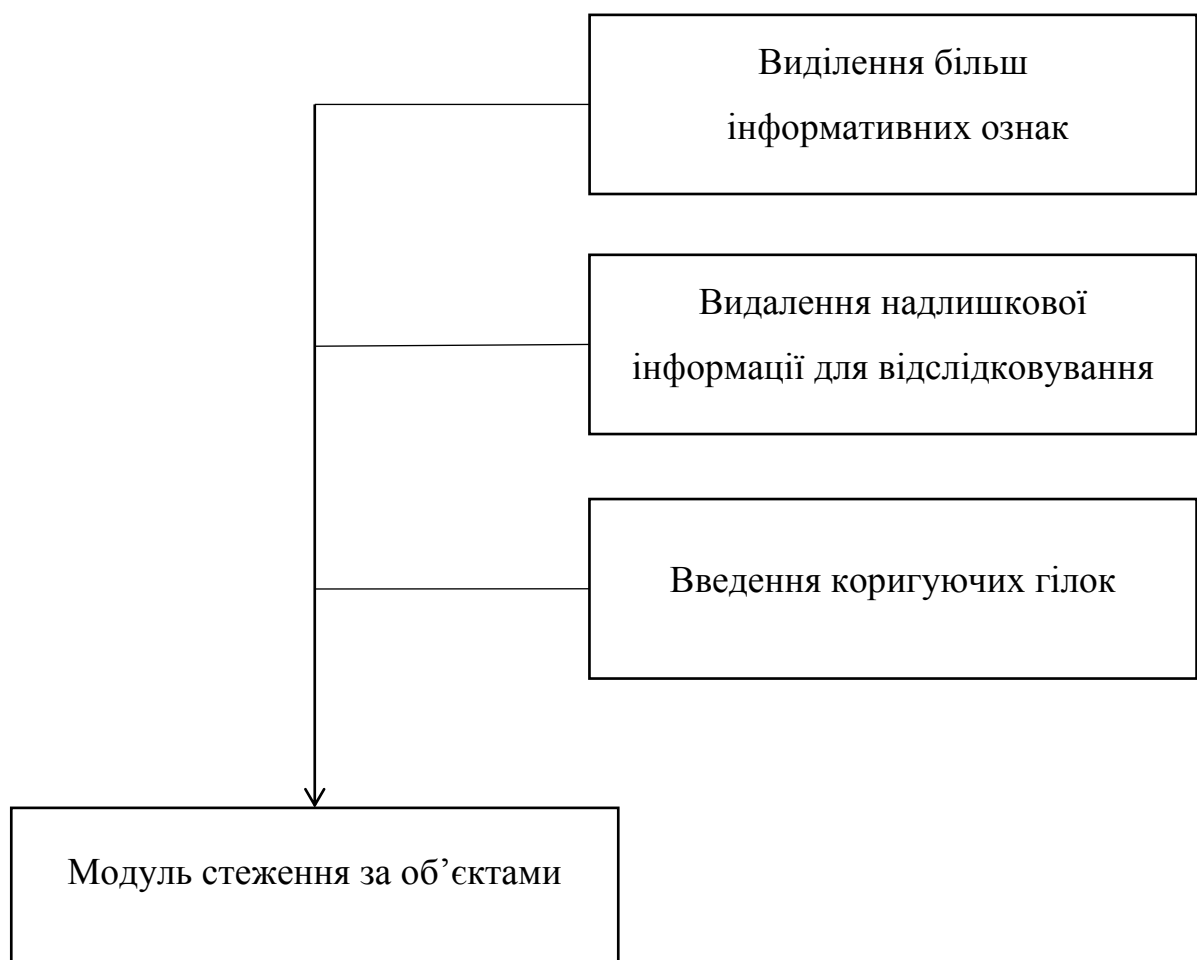 Виділення більш
інформативних ознак
Видалення надлишкової
інформації для відслідковування
Введення коригуючих гілок
Модуль стеження за об’єктами